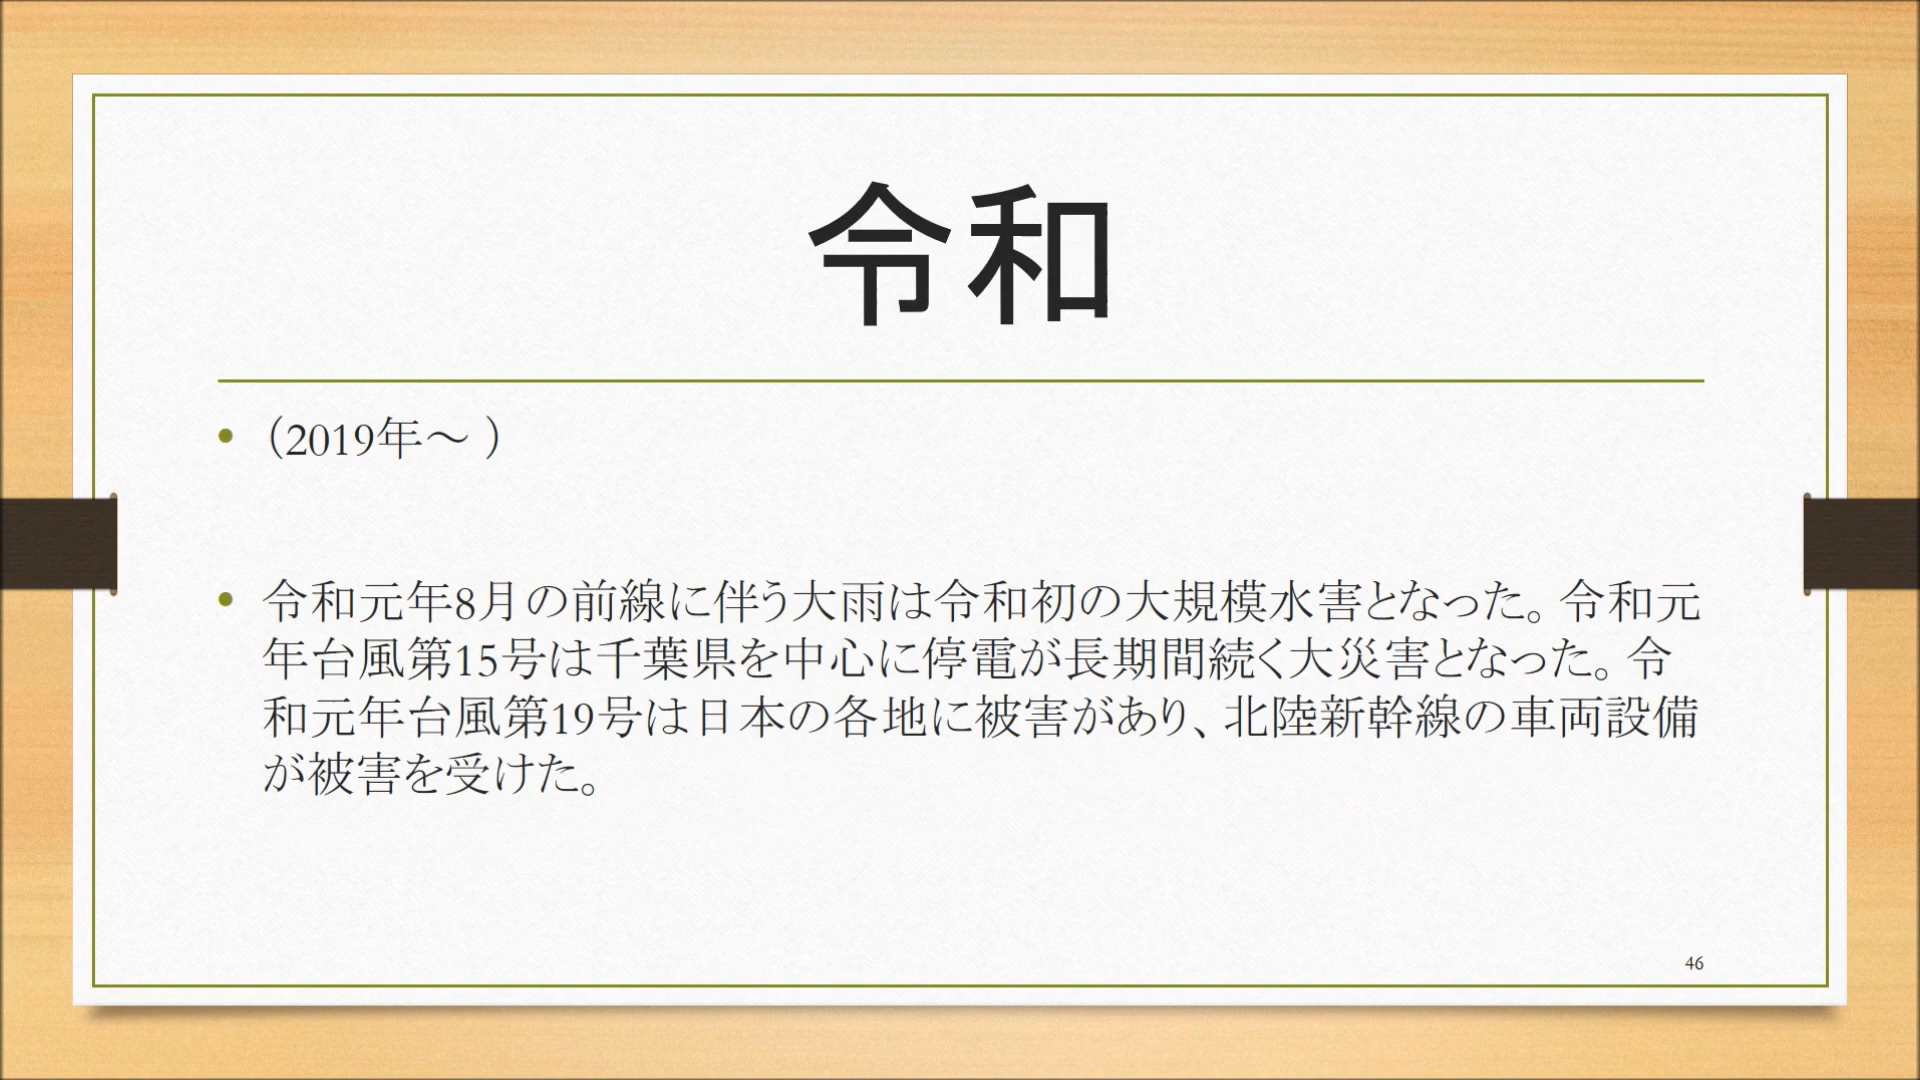 令和
• （2019年～ ）
• 令和元年8月の前線に伴う大雨は令和初の大規模水害となった。令和元
年台風第15号は千葉県を中心に停電が長期間続く大災害となった。令
和元年台風第19号は日本の各地に被害があり、北陸新幹線の車両設備
が被害を受けた。
46